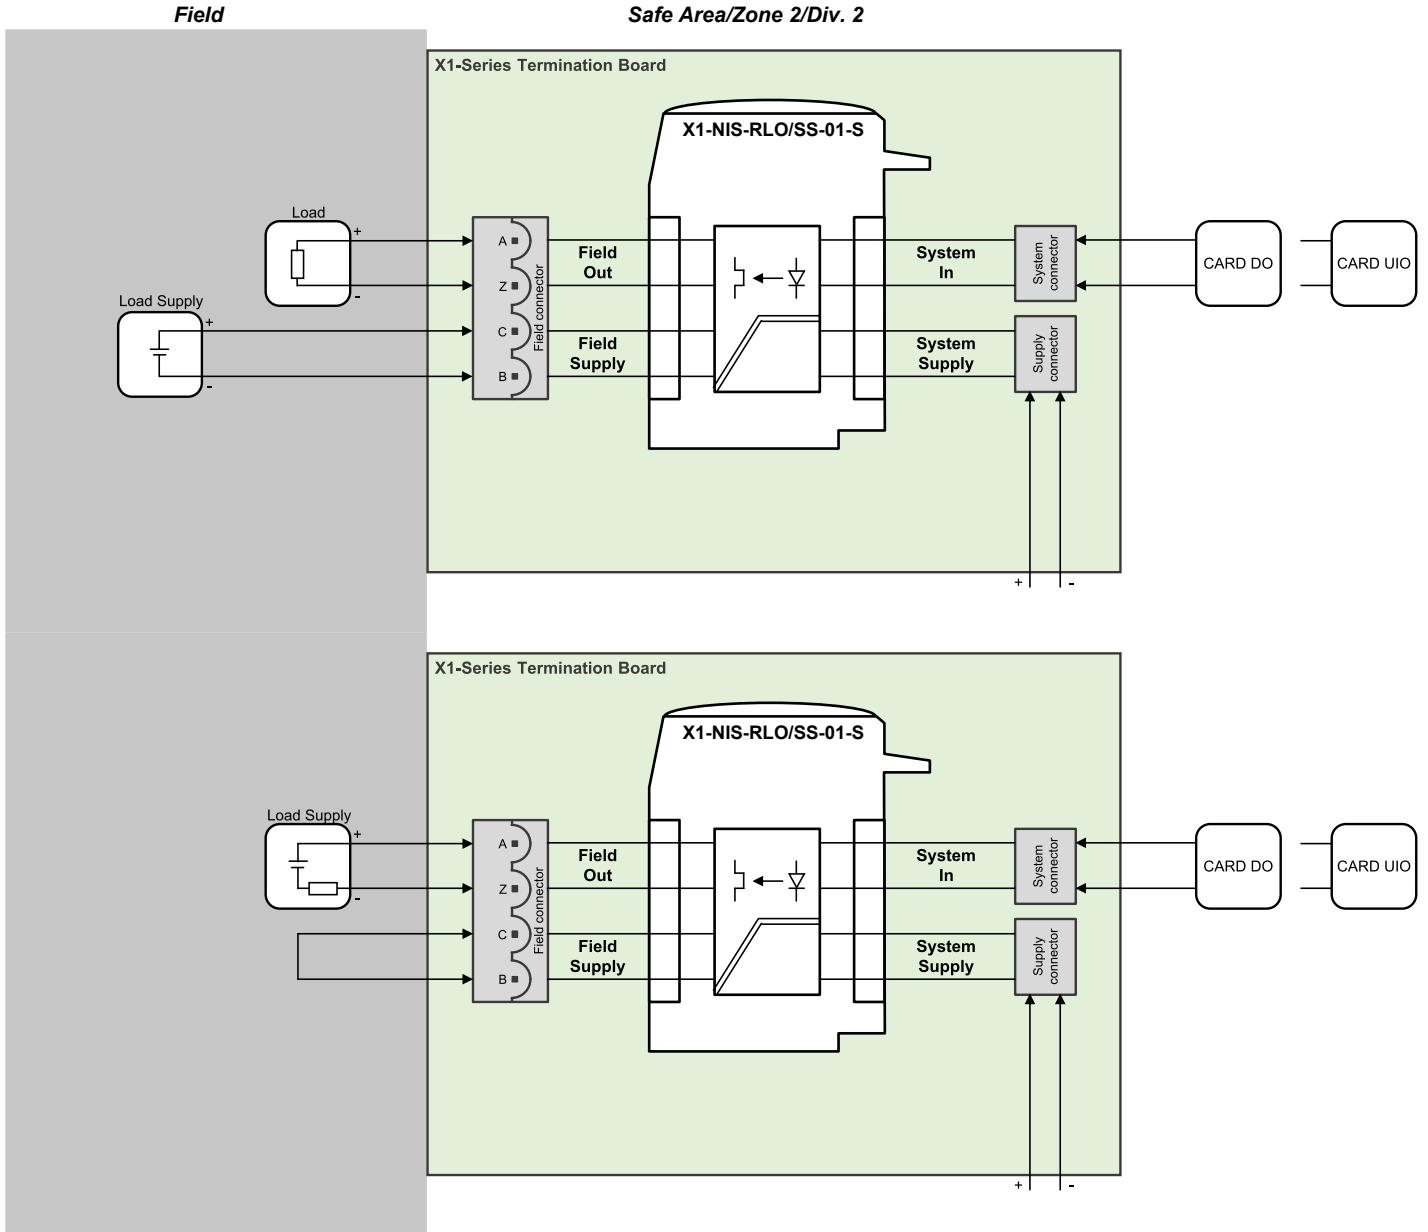 Field
Safe Area/Zone 2/Div. 2
X1-Series Termination Board
X1-NIS-RLO/SS-01-S
Load
+
-
Load Supply
+
-
A
Z
C
B
Field connector
Field
Out
Field
Supply
System
In
System
Supply
System
connector
Supply
connector
CARD DO
CARD UIO
+
-
X1-Series Termination Board
X1-NIS-RLO/SS-01-S
Load Supply
+
-
A
Z
C
B
Field connector
Field
Out
Field
Supply
System
In
System
Supply
System
connector
Supply
connector
CARD DO
CARD UIO
+
-